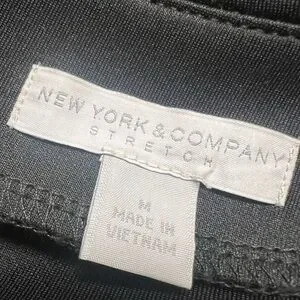 NEW YORK & COMPANY
STRETCH
M
MADE IN
VIETNAM